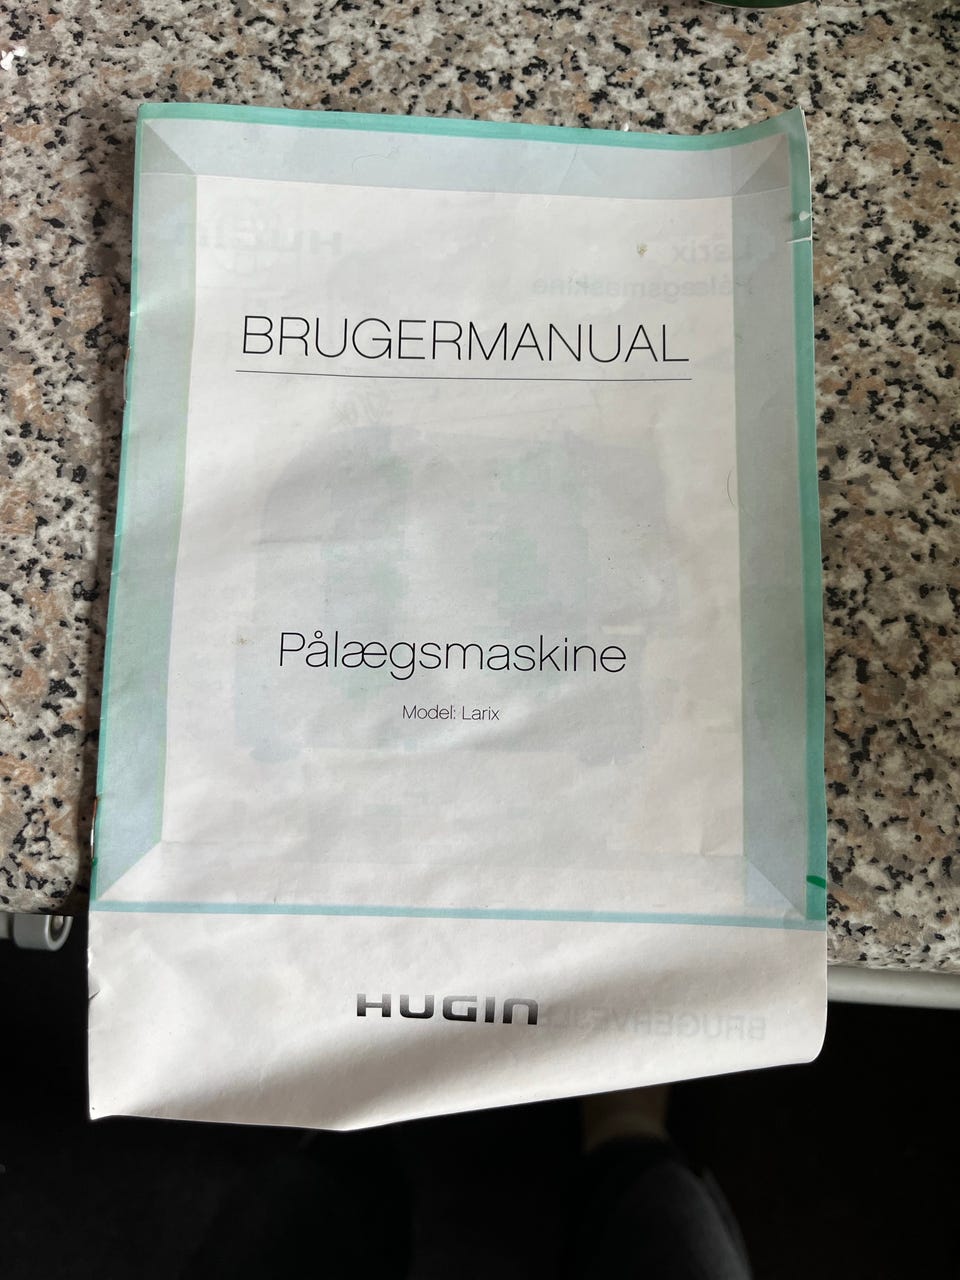 BRUGERMANUAL
Pålægsmaskine
Model: Larix
HUGIN